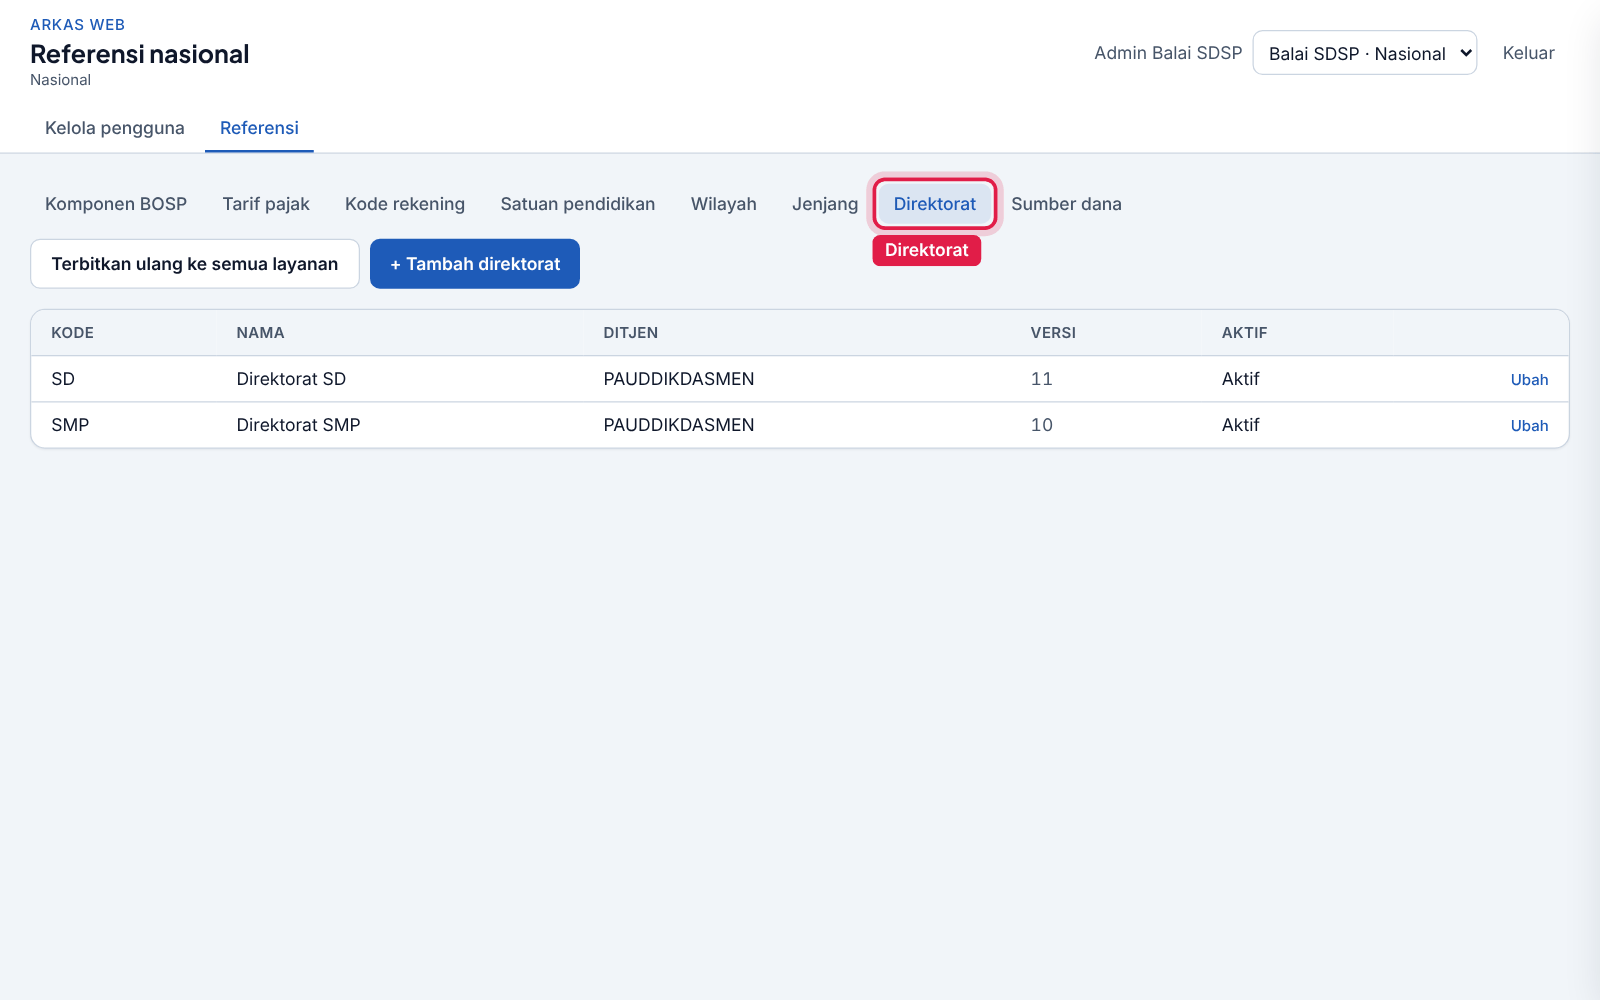 ARKAS WEB
Referensi nasional
Nasional
Admin Balai SDSP
Balai SDSP · Nasional
Keluar
Kelola pengguna
Referensi
Komponen BOSP
Tarif pajak
Kode rekening
Satuan pendidikan
Wilayah
Jenjang
Direktorat
Sumber dana
Direktorat
Terbitkan ulang ke semua layanan
+ Tambah direktorat
KODE NAMA DITJEN VERSI AKTIF
SD Direktorat SD PAUDDIKDASMEN 11 Aktif Ubah
SMP Direktorat SMP PAUDDIKDASMEN 10 Aktif Ubah